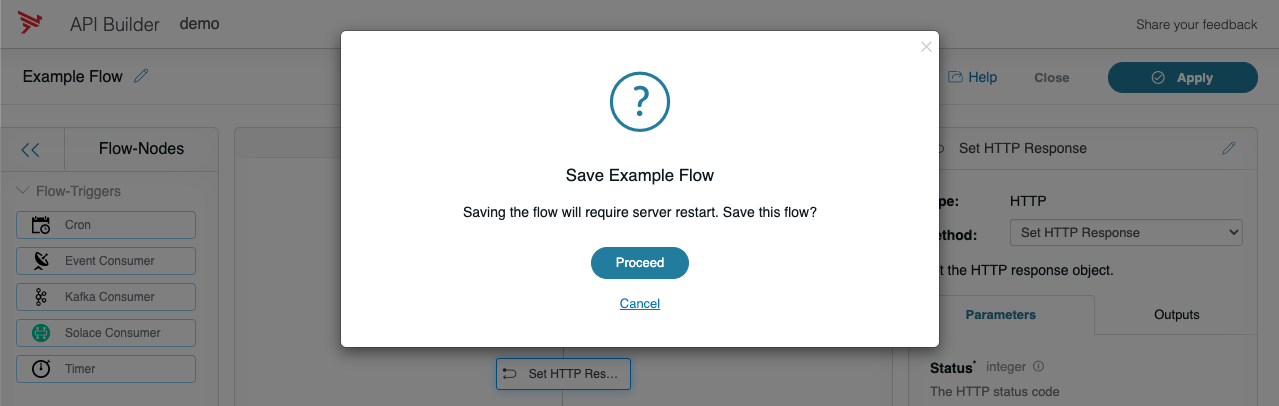 API Builder demo Share your feedback
Example Flow Help Close Apply
?
Save Example Flow
Saving the flow will require server restart. Save this flow?
Proceed
Cancel
Flow-Nodes
Flow-Triggers
Cron
Event Consumer
Kafka Consumer
Solace Consumer
Timer
Set HTTP Res...
Set HTTP Response
pe: HTTP
ethod: Set HTTP Response
t the HTTP response object.
Parameters Outputs
Status* integer
The HTTP status code